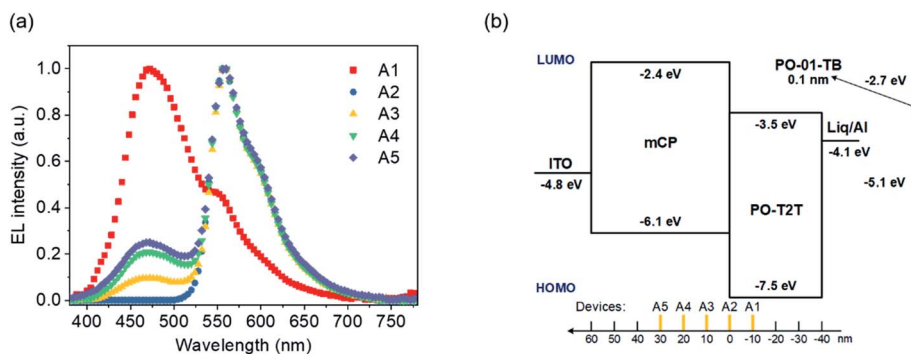 (a)
EL intensity (a.u.)
1.0
0.8
0.6
0.4
0.2
0.0
400 450 500 550 600 650 700 750
Wavelength (nm)
A1
A2
A3
A4
A5
(b)
LUMO
-2.4 eV
PO-01-TB
0.1 nm
-2.7 eV
-3.5 eV
Liq/Al
-4.1 eV
mCP
ITO
-4.8 eV
-5.1 eV
-6.1 eV
PO-T2T
-7.5 eV
HOMO
Devices: A5 A4 A3 A2 A1
60 50 40 30 20 10 0 -10 -20 -30 -40 nm